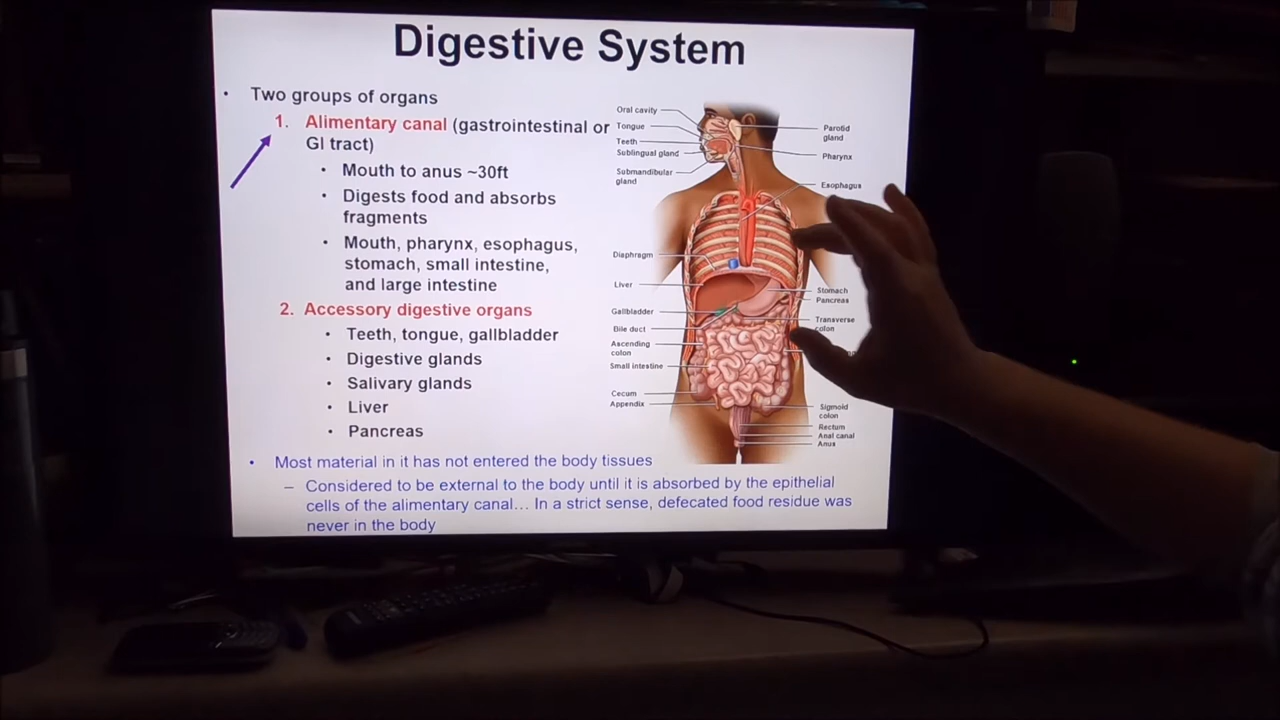 Digestive System
• Two groups of organs
1. Alimentary canal (gastrointestinal or
GI tract)
• Mouth to anus ~30ft
• Digests food and absorbs
fragments
• Mouth, pharynx, esophagus,
stomach, small intestine,
and large intestine
2. Accessory digestive organs
• Teeth, tongue, gallbladder
• Digestive glands
• Salivary glands
• Liver
• Pancreas
• Most material in it has not entered the body tissues
– Considered to be external to the body until it is absorbed by the epithelial
cells of the alimentary canal... In a strict sense, defecated food residue was
never in the body
Oral cavity
Tongue
Teeth
Sublingual gland
Submandibular
gland
Diaphragm
Liver
Gallbladder
Bile duct
Ascending
colon
Small intestine
Cecum
Appendix
Parotid
gland
Pharynx
Esophagus
Stomach
Pancreas
Transverse
colon
Sigmoid
colon
Rectum
Anal canal
Anus